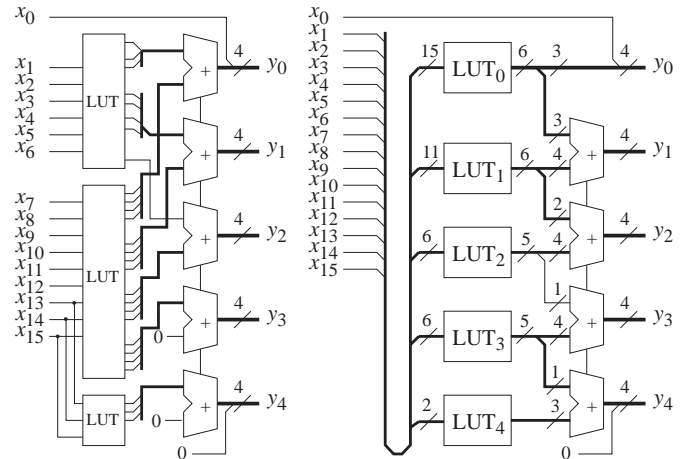 x0 4 y0
+
x1 LUT
x2
x3
x4
x5
x6
4 y1
+
x7 LUT
x8
x9
x10
x11
x12
x13
x14
x15
4 y2
+
4 y3
0 +
LUT
4 y4
0 +
0
x0
x1
x2
x3
x4
x5
x6
x7
x8
x9
x10
x11
x12
x13
x14
x15
15 LUT0 6 3 4 y0
3
11 LUT1 6 4 + 4 y1
2
6 LUT2 5 4 + 4 y2
1
6 LUT3 5 4 + 4 y3
1
2 LUT4 3 + 4 y4
0